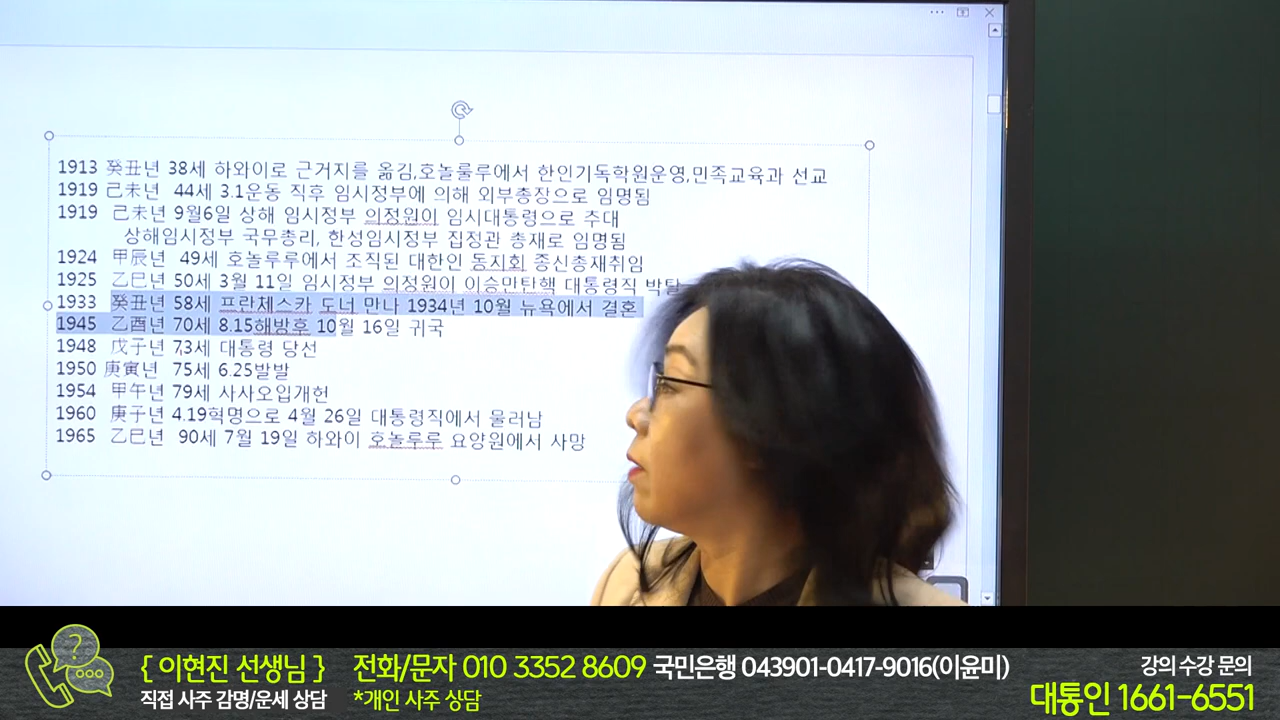 1913 癸丑년 38세 하와이로 근거지를 옮김,호놀룰루에서 한인기독학원운영,민족교육과 선교
1919 己未년 44세 3.1운동 직후 임시정부에 의해 외부총장으로 임명됨
1919 己未년 9월6일 상해 임시정부 의정원이 임시대통령으로 추대
상해임시정부 국무총리, 한성임시정부 집정관 총재로 임명됨
1924 甲辰년 49세 호놀루루에서 조직된 대한인 동지회 종신총재취임
1925 乙巳년 50세 3월 11일 임시정부 의정원이 이승만탄핵 대통령직 박탈
1933 癸丑년 58세 프란체스카 도너 만나 1934년 10월 뉴욕에서 결혼
1945 乙酉년 70세 8.15해방후 10월 16일 귀국
1948 戊子년 73세 대통령 당선
1950 庚寅년 75세 6.25발발
1954 甲午년 79세 사사오입개헌
1960 庚子년 4.19혁명으로 4월 26일 대통령직에서 물러남
1965 乙巳년 90세 7월 19일 하와이 호놀루루 요양원에서 사망
{ 이현진 선생님 } 전화/문자 010 3352 8609 국민은행 043901-0417-9016(이윤미)
직접 사주 감명/운세 상담 *개인 사주 상담
강의 수강 문의
대통인 1661-6551